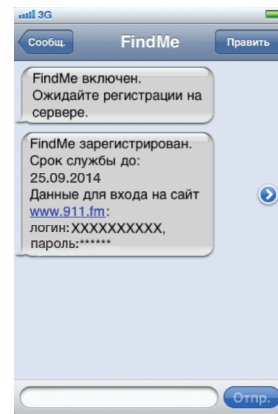 3G
Сообщ.
FindMe
Править
FindMe включен.
Ожидайте регистрации на
сервере.
FindMe зарегистрирован.
Срок службы до:
25.09.2014
Данные для входа на сайт
www.911.fm:
логин:XXXXXXXXXX,
пароль:******
Отпр.